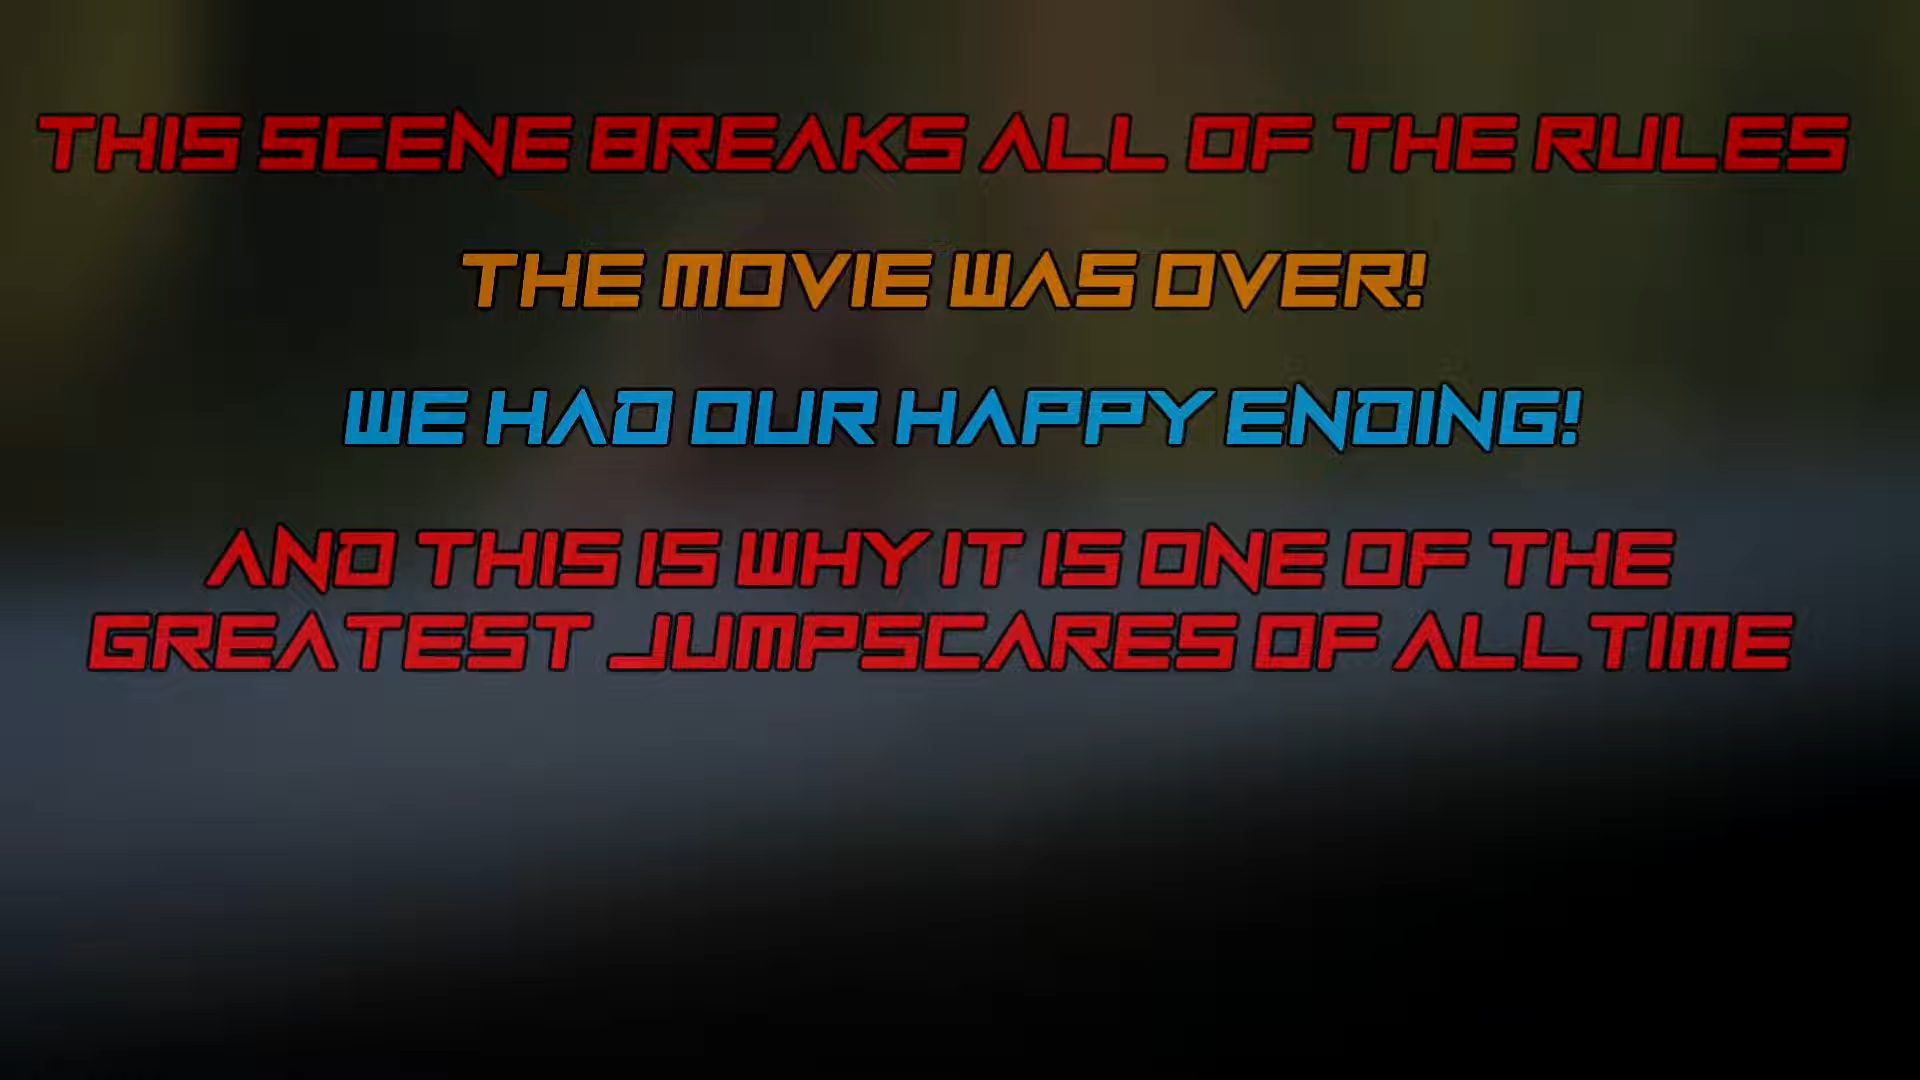 THIS SCENE BREAKS ALL OF THE RULES
THE MOVIE WAS OVER!
WE HAD OUR HAPPY ENDING!
AND THIS IS WHY IT IS ONE OF THE
GREATEST JUMPSCARES OF ALL TIME